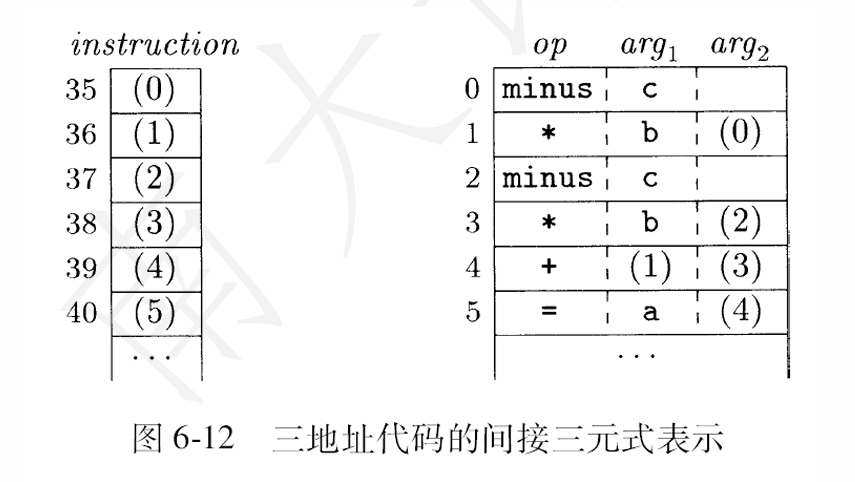 instruction op arg1 arg2
35 (0) 0 minus c
36 (1) 1 * b (0)
37 (2) 2 minus c
38 (3) 3 * b (2)
39 (4) 4 + (1) (3)
40 (5) 5 = a (4)
... ...
图 6-12 三地址代码的间接三元式表示